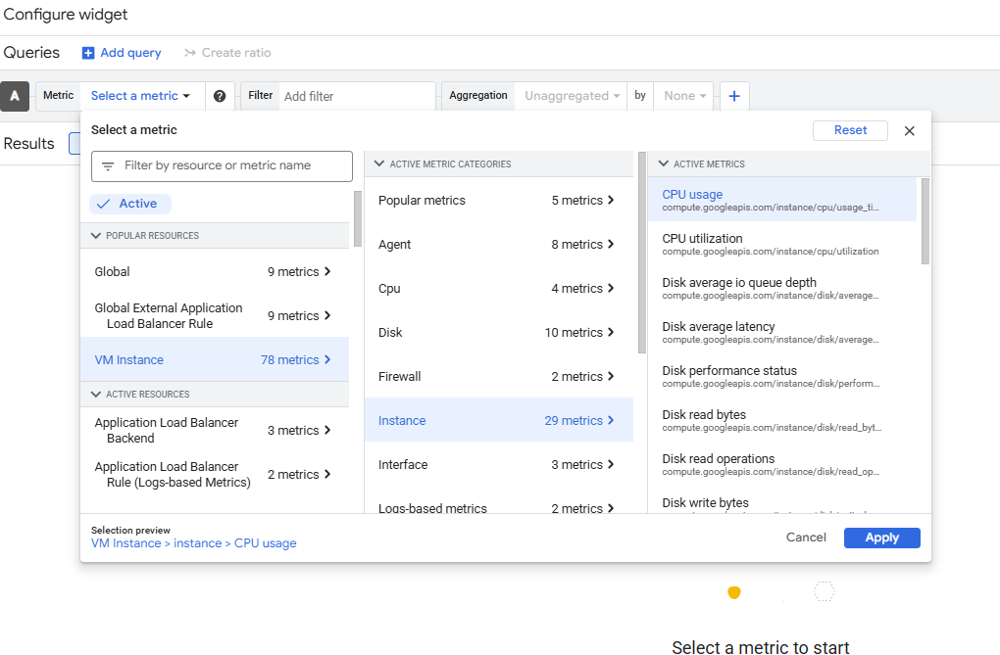 Configure widget
Queries
Add query
Create ratio
A
Metric
Select a metric
Filter
Add filter
Aggregation
Unaggregated
by
None
Results
Select a metric
Reset
Filter by resource or metric name
Active
POPULAR RESOURCES
Global
9 metrics
Global External Application
Load Balancer Rule
9 metrics
VM Instance
78 metrics
ACTIVE RESOURCES
Application Load Balancer
Backend
3 metrics
Application Load Balancer
Rule (Logs-based Metrics)
2 metrics
ACTIVE METRIC CATEGORIES
Popular metrics
5 metrics
Agent
8 metrics
Cpu
4 metrics
Disk
10 metrics
Firewall
2 metrics
Instance
29 metrics
Interface
3 metrics
Logs-based metrics
2 metrics
ACTIVE METRICS
CPU usage
compute.googleapis.com/instance/cpu/usage_ti...
CPU utilization
compute.googleapis.com/instance/cpu/utilization
Disk average io queue depth
compute.googleapis.com/instance/disk/average...
Disk average latency
compute.googleapis.com/instance/disk/average...
Disk performance status
compute.googleapis.com/instance/disk/perform...
Disk read bytes
compute.googleapis.com/instance/disk/read_byt...
Disk read operations
compute.googleapis.com/instance/disk/read_op...
Disk write bytes
Selection preview
VM Instance > instance > CPU usage
Cancel
Apply
Select a metric to start